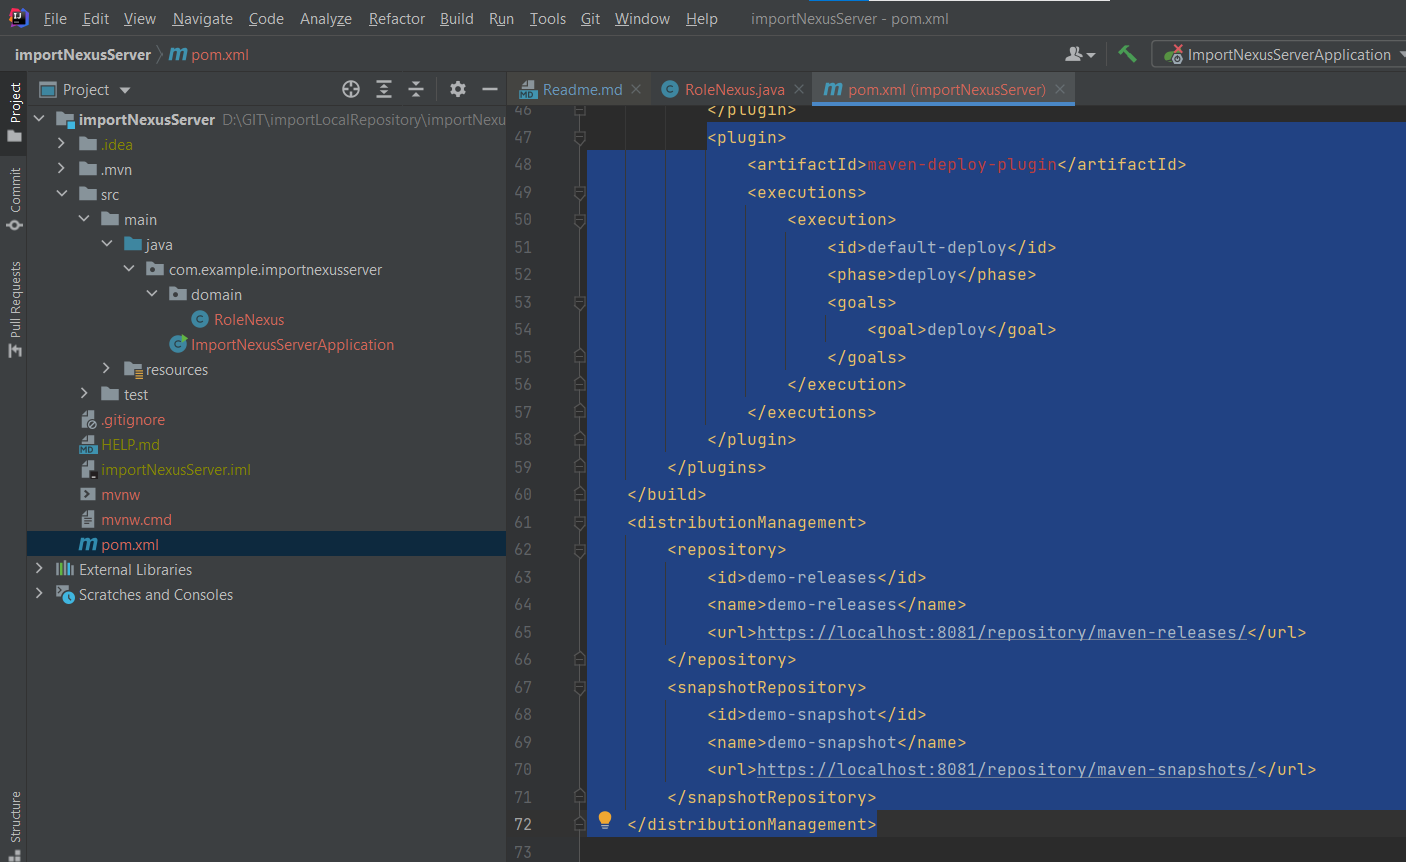 File Edit View Navigate Code Analyze Refactor Build Run Tools Git Window Help importNexusServer - pom.xml
importNexusServer pom.xml ImportNexusServerApplication
Project
Readme.md RoleNexus.java pom.xml (importNexusServer)
Project
Commit
Pull Requests
Structure
importNexusServer D:\GIT\importLocalRepository\importNexu
.idea
.mvn
src
main
java
com.example.importnexusserver
domain
RoleNexus
ImportNexusServerApplication
resources
test
.gitignore
HELP.md
importNexusServer.iml
mvnw
mvnw.cmd
pom.xml
External Libraries
Scratches and Consoles
46 </plugin>
47 <plugin>
48 <artifactId>maven-deploy-plugin</artifactId>
49 <executions>
50 <execution>
51 <id>default-deploy</id>
52 <phase>deploy</phase>
53 <goals>
54 <goal>deploy</goal>
55 </goals>
56 </execution>
57 </executions>
58 </plugin>
59 </plugins>
60 </build>
61 <distributionManagement>
62 <repository>
63 <id>demo-releases</id>
64 <name>demo-releases</name>
65 <url>https://localhost:8081/repository/maven-releases/</url>
66 </repository>
67 <snapshotRepository>
68 <id>demo-snapshot</id>
69 <name>demo-snapshot</name>
70 <url>https://localhost:8081/repository/maven-snapshots/</url>
71 </snapshotRepository>
72 </distributionManagement>
73